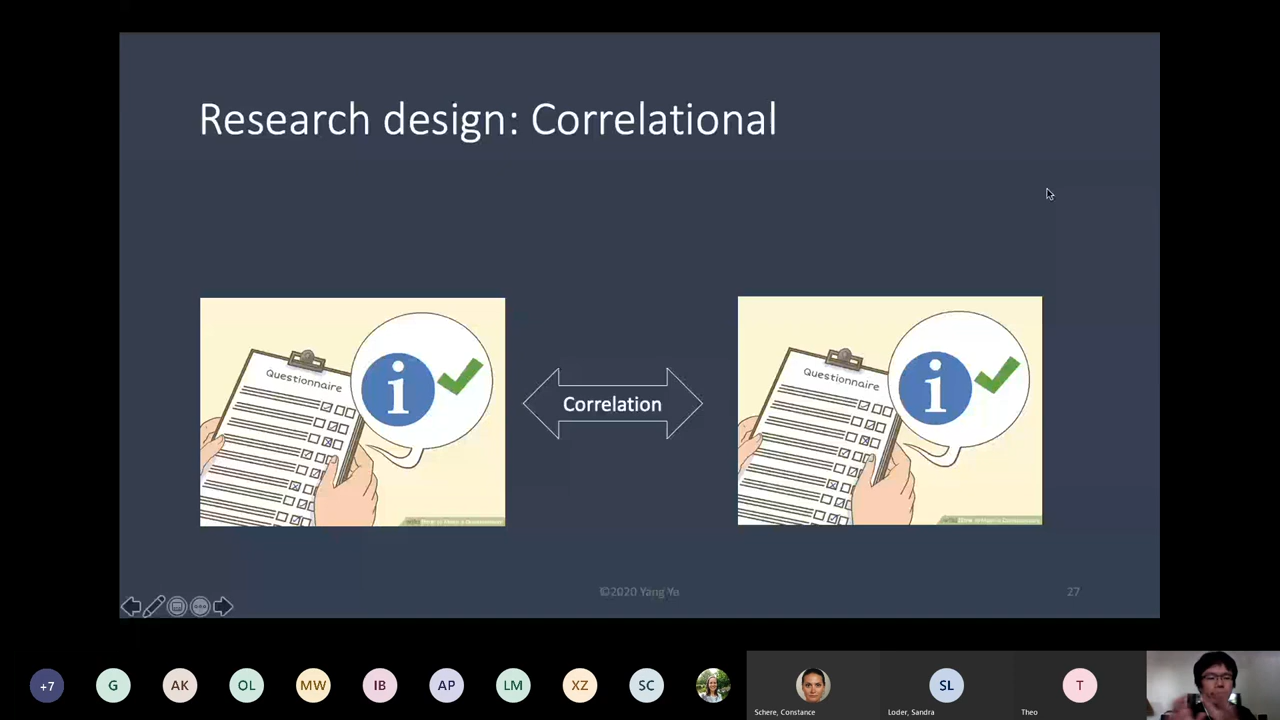 Research design: Correlational
Questionnaire
i
Correlation
Questionnaire
i
©2020 Yang Ye
27
+7
G
AK
OL
MW
IB
AP
LM
XZ
SC
SL
T
Schere, Constance
Loder, Sandra
Theo